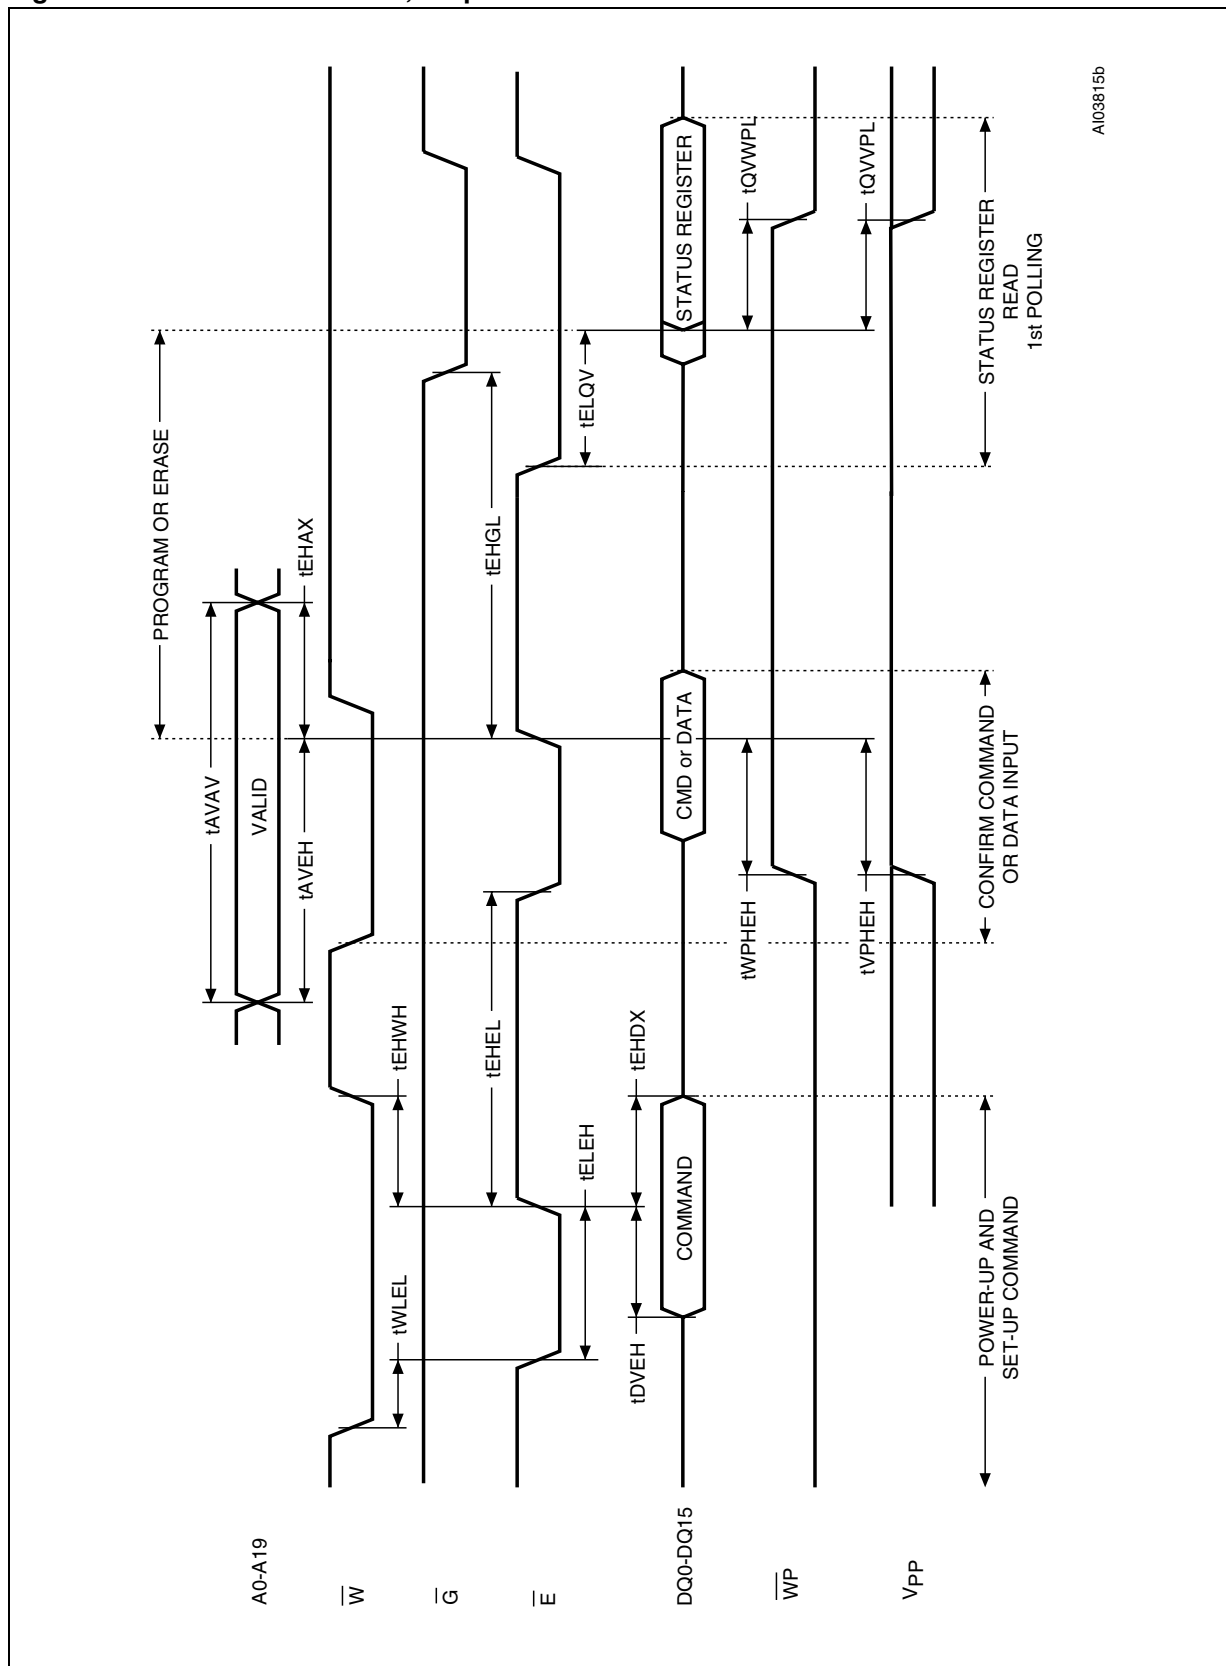 A0-A19
tAVAV
VALID
tAVEH
tEHAX
PROGRAM OR ERASE
W
tWLEL
tEHWH
G
tEHEL
tEHGL
E
tELEH
tELQV
tDVEH
tEHDX
DQ0-DQ15
COMMAND
CMD or DATA
STATUS REGISTER
WP
tWPHEH
tQVWPL
VPP
tVPHEH
tQVVPL
POWER-UP AND
SET-UP COMMAND
CONFIRM COMMAND
OR DATA INPUT
STATUS REGISTER
READ
1st POLLING
AI03815b